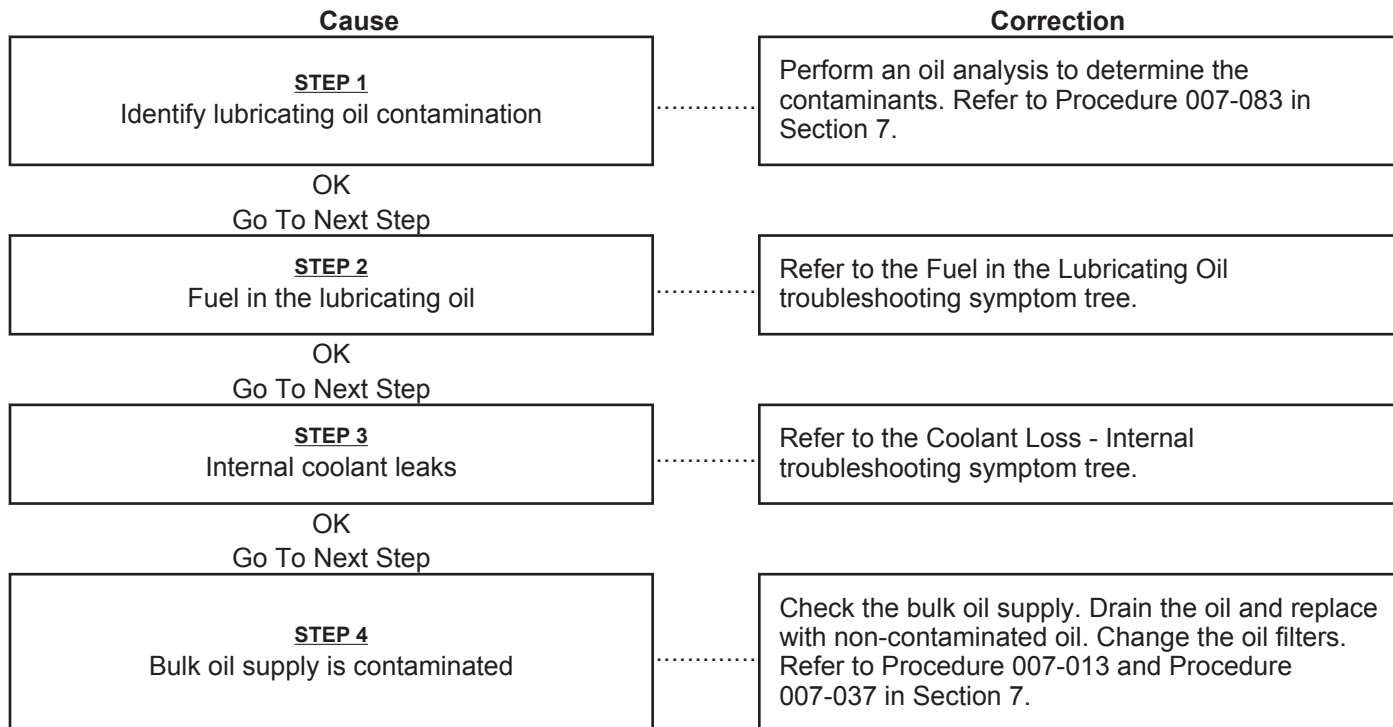 Cause
Correction
STEP 1
Identify lubricating oil contamination
..............
Perform an oil analysis to determine the
contaminants. Refer to Procedure 007-083 in
Section 7.
OK
Go To Next Step
STEP 2
Fuel in the lubricating oil
..............
Refer to the Fuel in the Lubricating Oil
troubleshooting symptom tree.
OK
Go To Next Step
STEP 3
Internal coolant leaks
..............
Refer to the Coolant Loss - Internal
troubleshooting symptom tree.
OK
Go To Next Step
STEP 4
Bulk oil supply is contaminated
..............
Check the bulk oil supply. Drain the oil and replace
with non-contaminated oil. Change the oil filters.
Refer to Procedure 007-013 and Procedure
007-037 in Section 7.